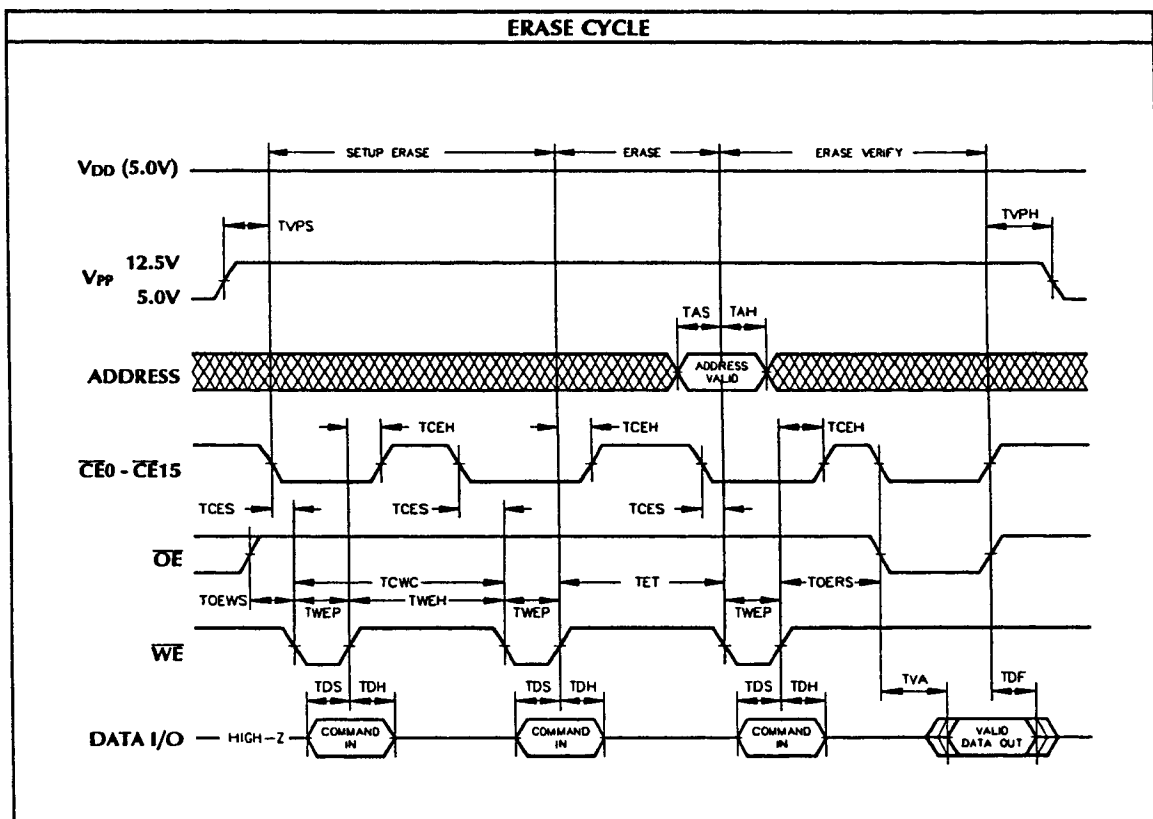 ERASE CYCLE
SETUP ERASE ERASE ERASE VERIFY
VDD (5.0V)
TVPS TVPH
12.5V
VPP
5.0V
TAS TAH
ADDRESS
ADDRESS
VALID
TCEH TCEH TCEH
CE0 - CE15
TCES TCES TCES
OE
TCWC TET TOERS
TOEWS TWEP TWEH TWEP TWEP
WE
TDS TDH TDS TDH TDS TDH TVA TDF
DATA I/O HIGH-Z
COMMAND
IN
COMMAND
IN
COMMAND
IN
VALID
DATA OUT